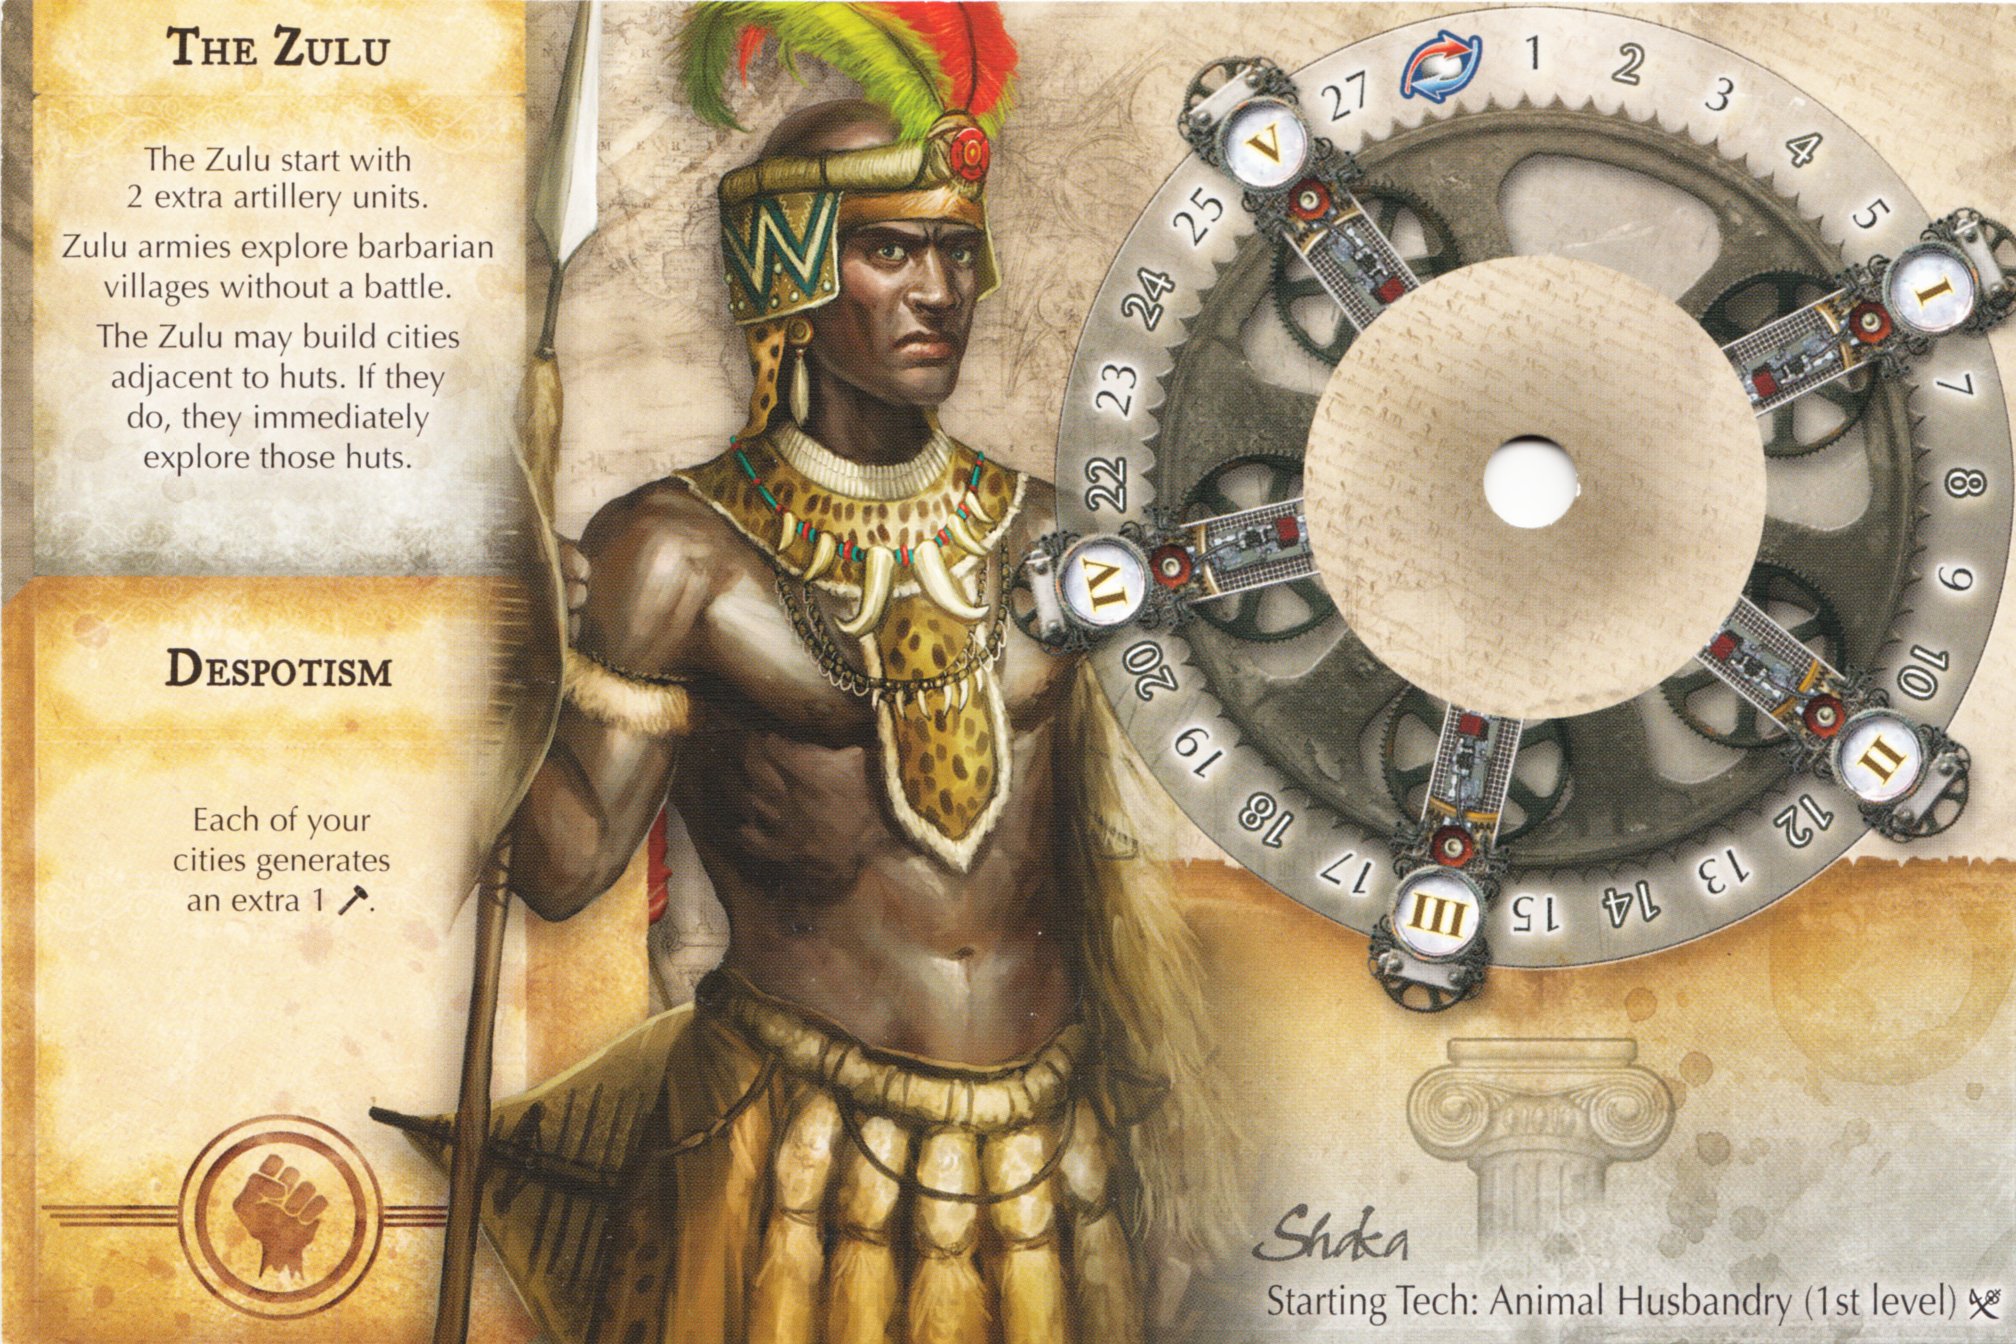 THE ZULU
The Zulu start with
2 extra artillery units.
Zulu armies explore barbarian
villages without a battle.
The Zulu may build cities
adjacent to huts. If they
do, they immediately
explore those huts.
DESPOTISM
Each of your
cities generates
an extra 1 .
1
2
3
4
5
I
7
8
9
10
II
12
13
14
15
III
17
18
19
20
IV
22
23
24
25
V
27
Shaka
Starting Tech: Animal Husbandry (1st level)